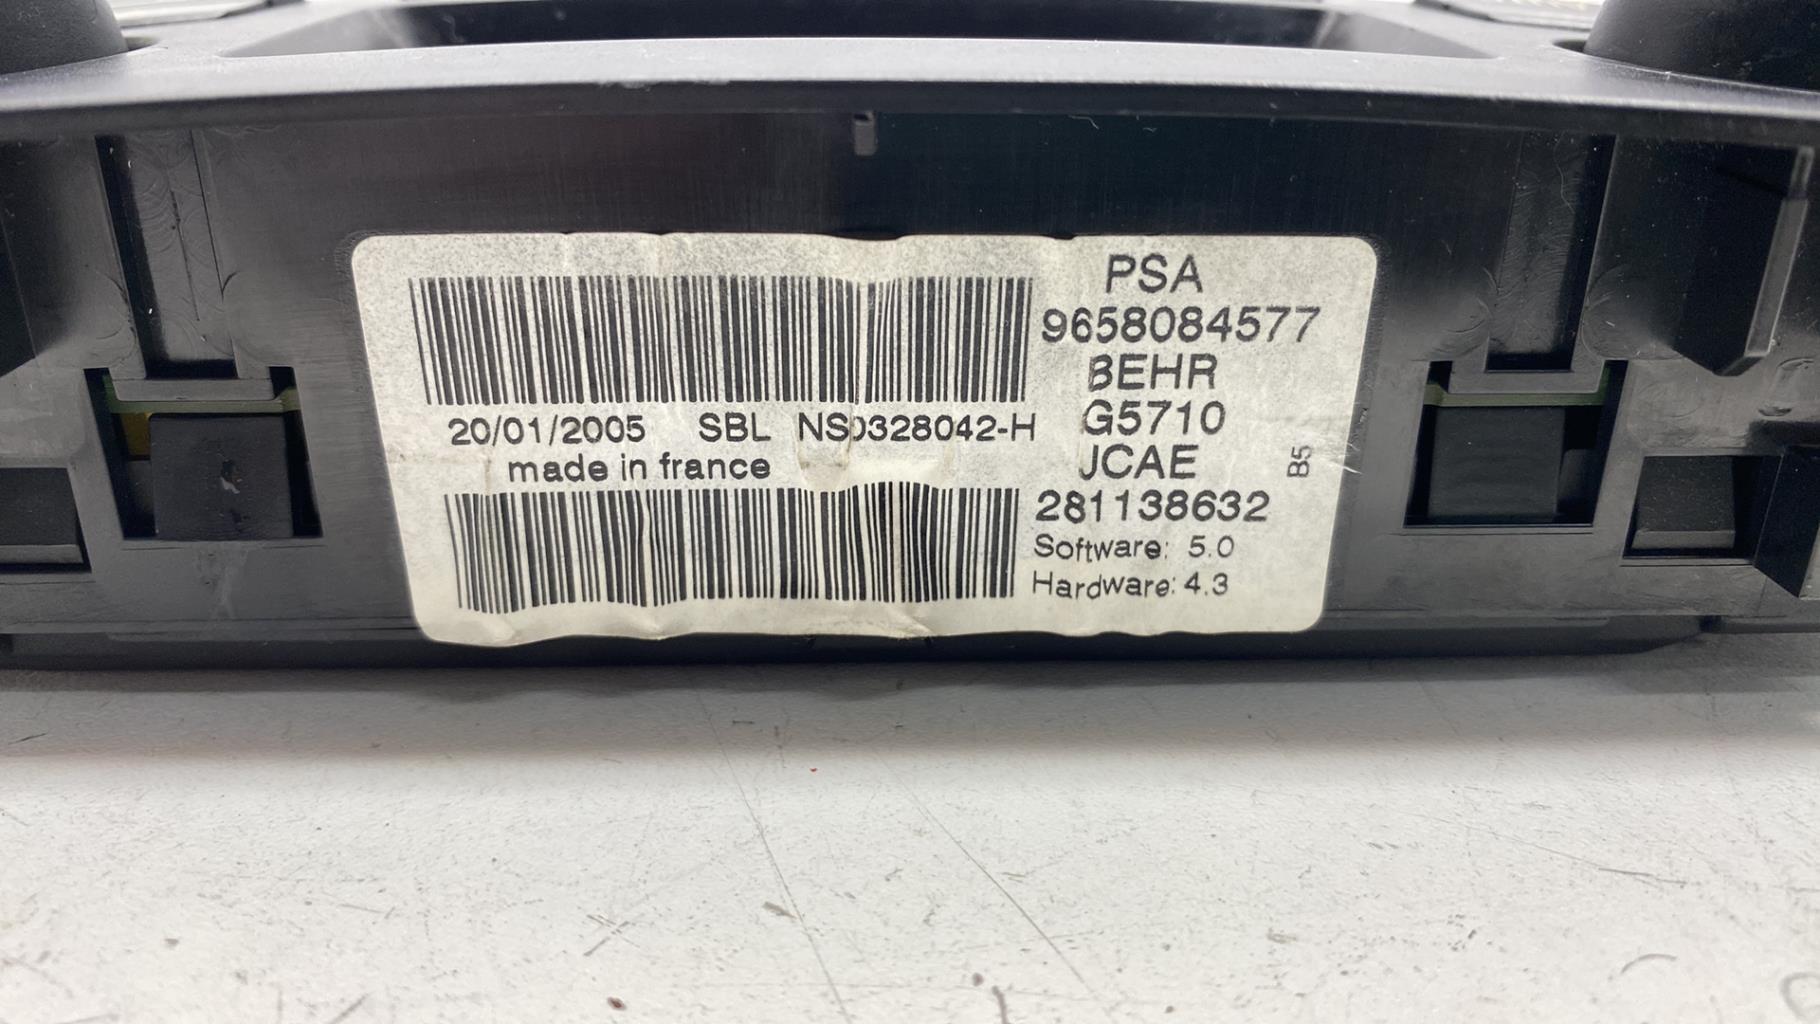 PSA
9658084577
BEHR
G5710
JCAE
281138632
Software: 5.0
Hardware: 4.3
B5
20/01/2005 SBL NS0328042-H
made in france